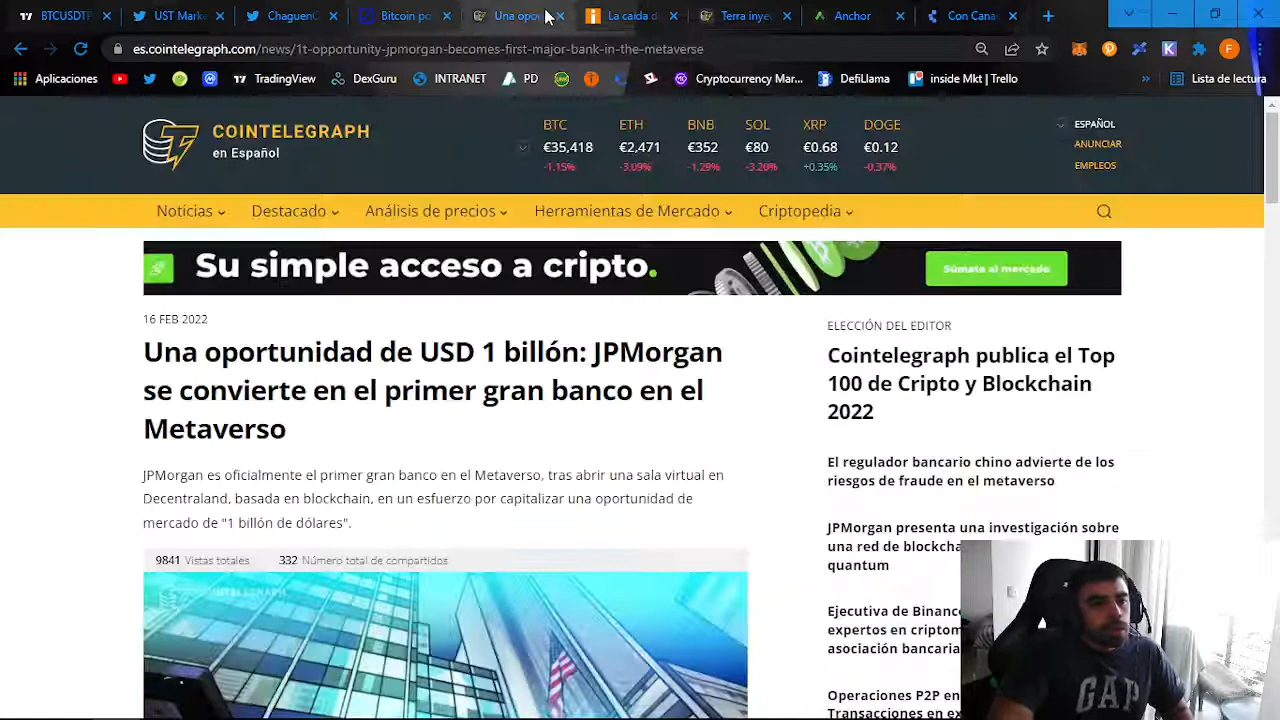 BTCUSDTP
UST Marke
ChaguenC
Bitcoin po
Una opor
La caída d
Terra inye
Anchor
Con Canac
es.cointelegraph.com/news/1t-opportunity-jpmorgan-becomes-first-major-bank-in-the-metaverse
F
Aplicaciones
TradingView
DexGuru
INTRANET
PD
Cryptocurrency Mar...
DefiLlama
inside Mkt | Trello
»
Lista de lectura
COINTELEGRAPH
en Español
BTC ETH BNB SOL XRP DOGE
€35,418 €2,471 €352 €80 €0.68 €0.12
-1.15% -3.09% -1.29% -3.20% +0.35% -0.37%
ESPAÑOL
ANUNCIAR
EMPLEOS
Noticias
Destacado
Análisis de precios
Herramientas de Mercado
Criptopedia
Su simple acceso a cripto.
Súmate al mercado
16 FEB 2022
Una oportunidad de USD 1 billón: JPMorgan
se convierte en el primer gran banco en el
Metaverso
JPMorgan es oficialmente el primer gran banco en el Metaverso, tras abrir una sala virtual en
Decentraland, basada en blockchain, en un esfuerzo por capitalizar una oportunidad de
mercado de "1 billón de dólares".
9841 Vistas totales
332 Número total de compartidos
COINTELEGRAPH
ELECCIÓN DEL EDITOR
Cointelegraph publica el Top
100 de Cripto y Blockchain
2022
El regulador bancario chino advierte de los
riesgos de fraude en el metaverso
JPMorgan presenta una investigación sobre
una red de blockcha
quantum
Ejecutiva de Binance
expertos en criptom
asociación bancaria
Operaciones P2P en
Transacciones en ex
GAP